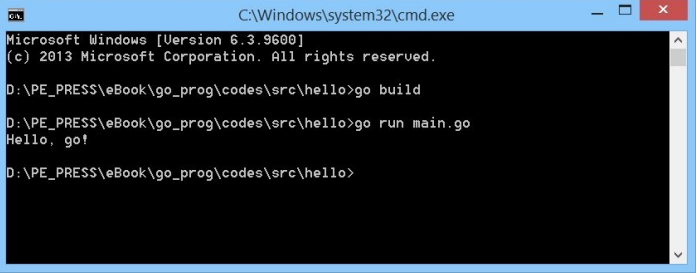 C:\Windows\system32\cmd.exe
Microsoft Windows [Version 6.3.9600]
(c) 2013 Microsoft Corporation. All rights reserved.
D:\PE_PRESS\eBook\go_prog\codes\src\hello>go build
D:\PE_PRESS\eBook\go_prog\codes\src\hello>go run main.go
Hello, go!
D:\PE_PRESS\eBook\go_prog\codes\src\hello>